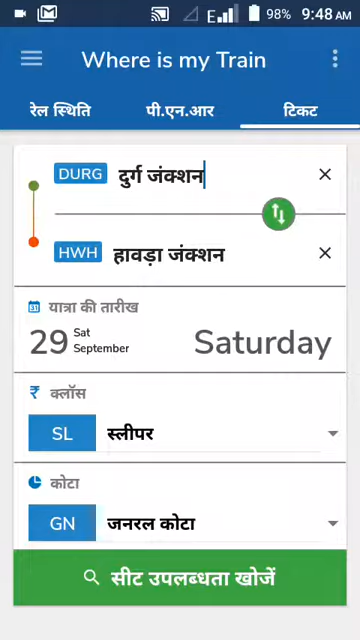 E 98% 9:48 AM
Where is my Train
रेल स्थिति पी.एन.आर टिकट
DURG दुर्ग जंक्शन
HWH हावड़ा जंक्शन
31 यात्रा की तारीख
29 Sat September Saturday
₹ क्लॉस
SL स्लीपर
कोटा
GN जनरल कोटा
सीट उपलब्धता खोजें